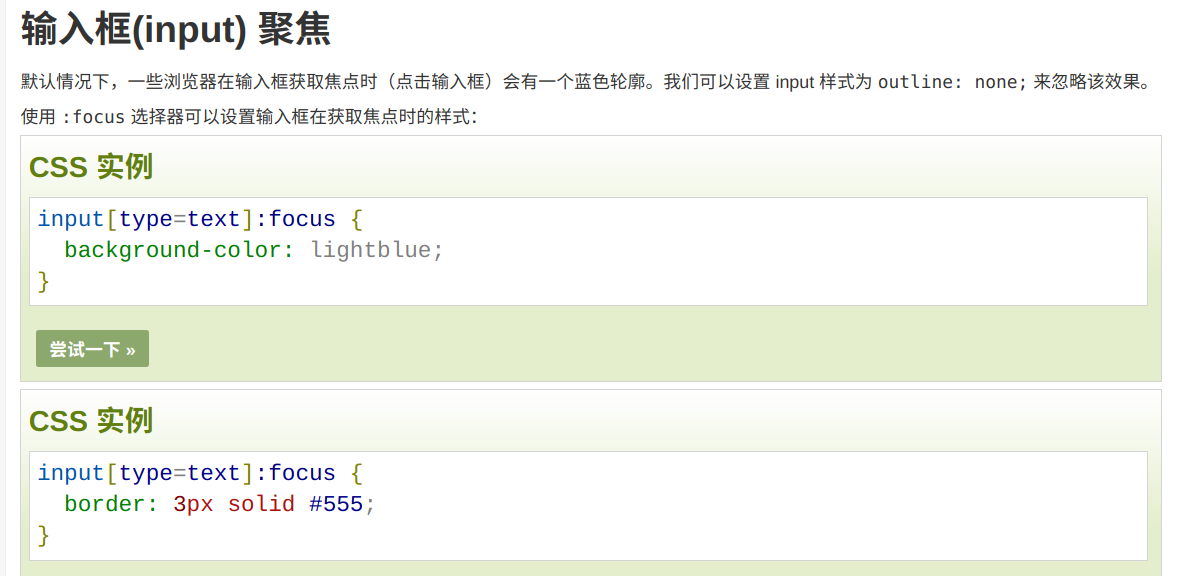 输入框(input) 聚焦
默认情况下，一些浏览器在输入框获取焦点时（点击输入框）会有一个蓝色轮廓。我们可以设置 input 样式为 outline: none; 来忽略该效果。
使用 :focus 选择器可以设置输入框在获取焦点时的样式：
CSS 实例
input[type=text]:focus {
  background-color: lightblue;
}
尝试一下 »
CSS 实例
input[type=text]:focus {
  border: 3px solid #555;
}